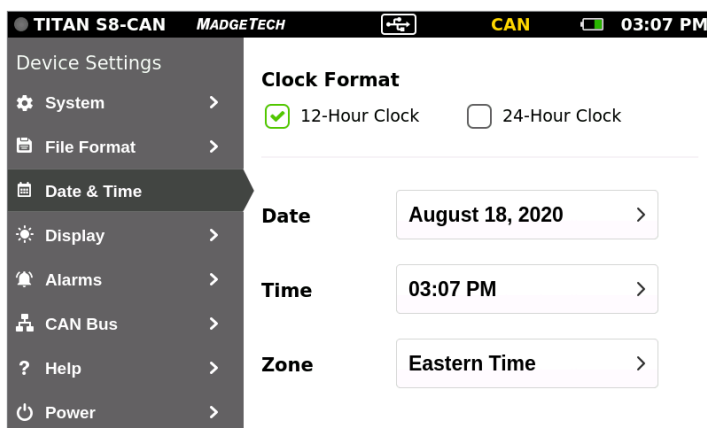 TITAN S8-CAN MADGETECH CAN 03:07 PM
Device Settings
System
File Format
Date & Time
Display
Alarms
CAN Bus
? Help
Power
Clock Format
12-Hour Clock 24-Hour Clock
Date August 18, 2020
Time 03:07 PM
Zone Eastern Time